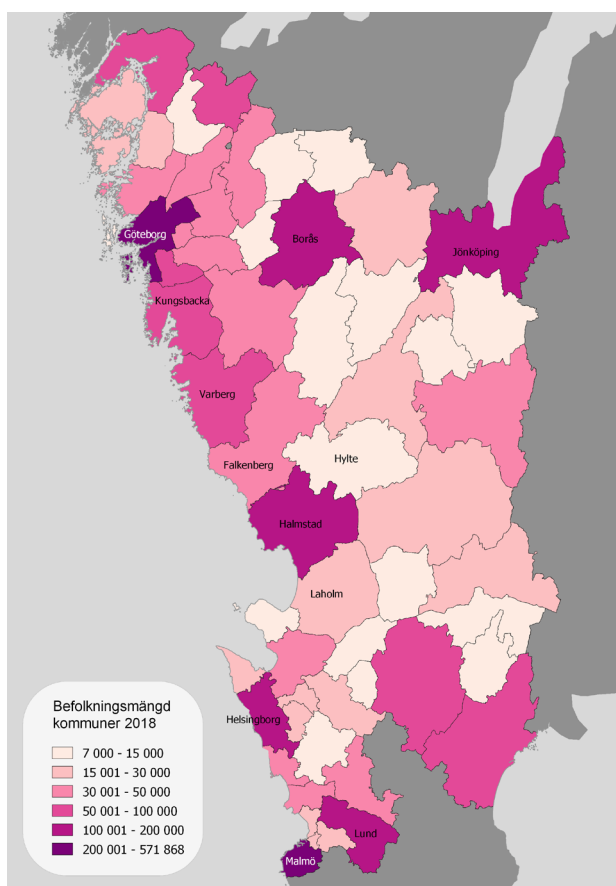 Göteborg
Borås
Jönköping
Kungsbacka
Varberg
Falkenberg
Hylte
Halmstad
Laholm
Helsingborg
Lund
Malmö
Befolkningsmängd
kommuner 2018
7 000 - 15 000
15 001 - 30 000
30 001 - 50 000
50 001 - 100 000
100 001 - 200 000
200 001 - 571 868